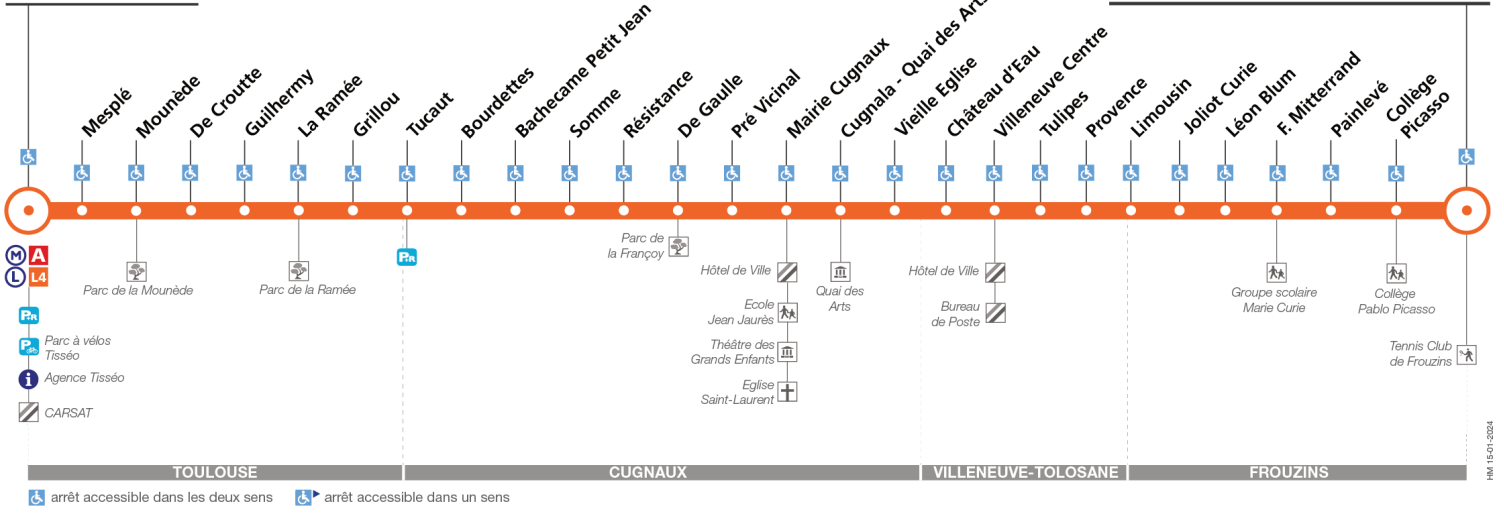 Mesplé
Mounède
De Croutte
Guilhermy
La Ramée
Grillou
Tucaut
Bourdettes
Bachecame Petit Jean
Somme
Résistance
De Gaulle
Pré Vicinal
Mairie Cugnaux
Cugnala - Quai des Arts
Vieille Eglise
Château d'Eau
Villeneuve Centre
Tulipes
Provence
Limousin
Joliot Curie
Léon Blum
F. Mitterrand
Painlevé
Collège
Picasso
M A
L L4
P+R
Parc à vélos
Tisséo
Agence Tisséo
CARSAT
Parc de la Mounède
Parc de la Ramée
P+R
Parc de
la Françoy
Hôtel de Ville
Ecole
Jean Jaurès
Théâtre des
Grands Enfants
Eglise
Saint-Laurent
Quai des
Arts
Hôtel de Ville
Bureau
de Poste
Groupe scolaire
Marie Curie
Collège
Pablo Picasso
Tennis Club
de Frouzins
TOULOUSE
CUGNAUX
VILLENEUVE-TOLOSANE
FROUZINS
arrêt accessible dans les deux sens
arrêt accessible dans un sens
HM 15-01-2024